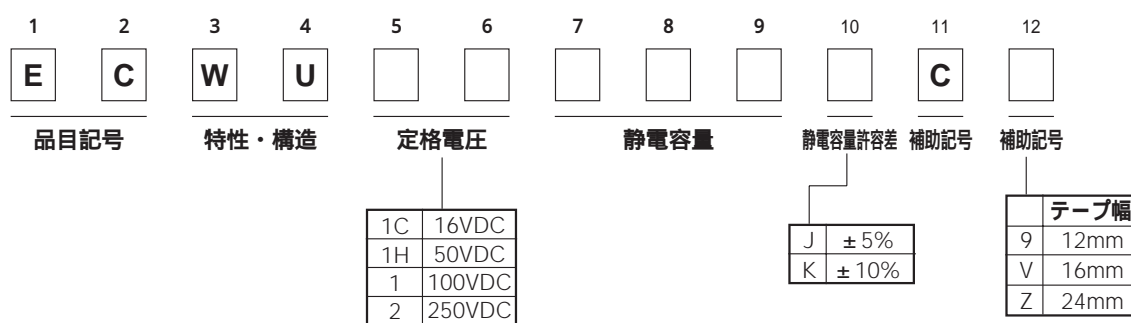 1 2 3 4 5 6 7 8 9 10 11 12
E C W U C
品目記号 特性・構造 定格電圧 静電容量 静電容量許容差 補助記号 補助記号
1C 16VDC
1H 50VDC
1 100VDC
2 250VDC
J ±5%
K ±10%
テープ幅
9 12mm
V 16mm
Z 24mm